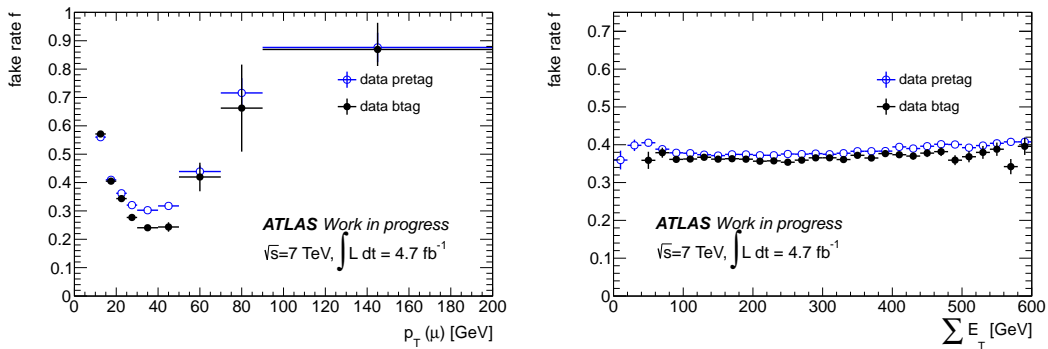 fake rate f
0.9
0.8
0.7
0.6
0.5
0.4
0.3
0.2
0.1
0
data pretag
data btag
ATLAS Work in progress
√s=7 TeV, ∫L dt = 4.7 fb⁻¹
0 20 40 60 80 100 120 140 160 180 200
p_T (μ) [GeV]
fake rate f
0.7
0.6
0.5
0.4
0.3
0.2
0.1
0
data pretag
data btag
ATLAS Work in progress
√s=7 TeV, ∫L dt = 4.7 fb⁻¹
0 100 200 300 400 500 600
∑ E_T [GeV]